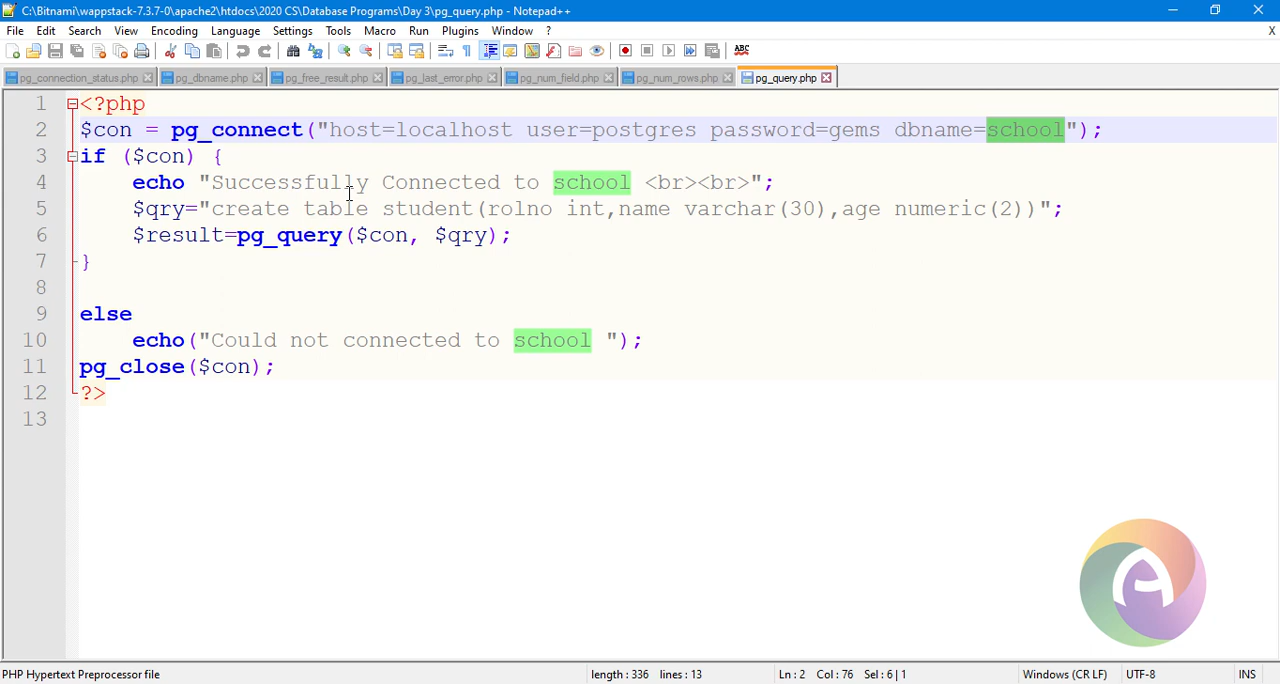 C:\Bitnami\wappstack-7.3.7-0\apache2\htdocs\2020 CS\Database Programs\Day 3\pg_query.php - Notepad++
File Edit Search View Encoding Language Settings Tools Macro Run Plugins Window ? X
ABC
pg_connection_status.php pg_dbname.php pg_free_result.php pg_last_error.php pg_num_field.php pg_num_rows.php pg_query.php
1 <?php
2 $con = pg_connect("host=localhost user=postgres password=gems dbname=school");
3 if ($con) {
4 echo "Successfully Connected to school <br><br>";
5 $qry="create table student(rolno int,name varchar(30),age numeric(2))";
6 $result=pg_query($con, $qry);
7 }
8
9 else
10 echo("Could not connected to school ");
11 pg_close($con);
12 ?>
13
A
PHP Hypertext Preprocessor file length : 336 lines : 13 Ln : 2 Col : 76 Sel : 6 | 1 Windows (CR LF) UTF-8 INS